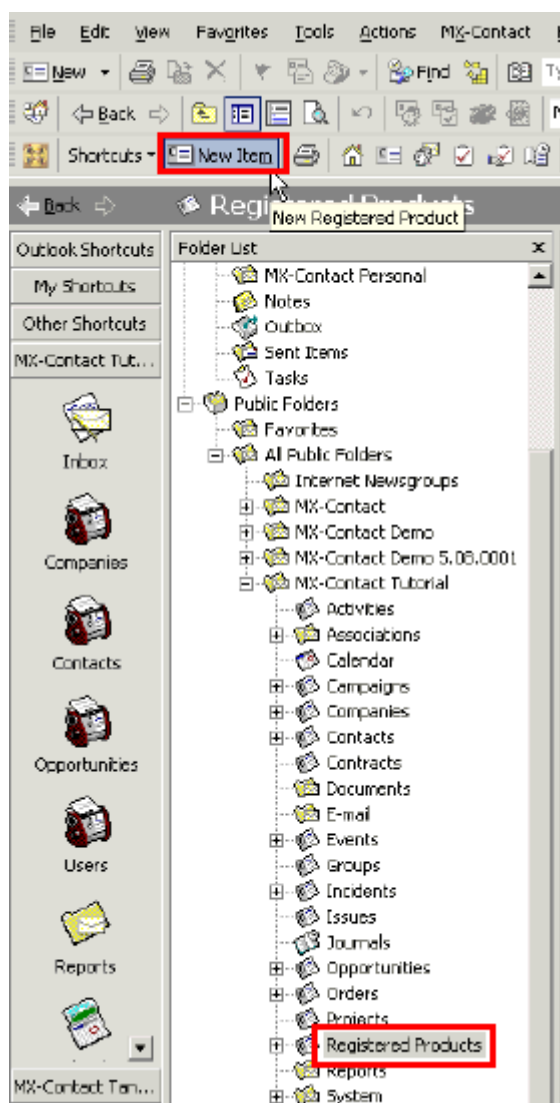 File Edit View Favorites Tools Actions MX-Contact
New Find
Back
Shortcuts New Item
Back Registered Products
New Registered Product
Outlook Shortcuts
My Shortcuts
Other Shortcuts
MX-Contact Tut...
Inbox
Companies
Contacts
Opportunities
Users
Reports
MX-Contact Tan...
Folder List
MX-Contact Personal
Notes
Outbox
Sent Items
Tasks
Public Folders
Favorites
All Public Folders
Internet Newsgroups
MX-Contact
MX-Contact Demo
MX-Contact Demo 5.08.0001
MX-Contact Tutorial
Activities
Associations
Calendar
Campaigns
Companies
Contacts
Contracts
Documents
E-mail
Events
Groups
Incidents
Issues
Journals
Opportunities
Orders
Projects
Registered Products
Reports
System